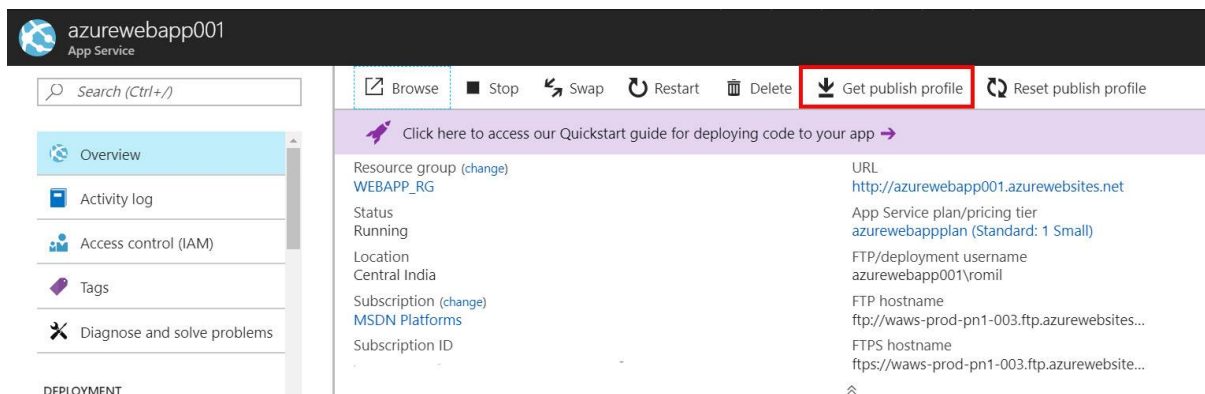 azurewebapp001
App Service
Search (Ctrl+/)
Overview
Activity log
Access control (IAM)
Tags
Diagnose and solve problems
DEPLOYMENT
Browse Stop Swap Restart Delete Get publish profile Reset publish profile
Click here to access our Quickstart guide for deploying code to your app →
Resource group (change)
WEBAPP_RG
Status
Running
Location
Central India
Subscription (change)
MSDN Platforms
Subscription ID
URL
http://azurewebapp001.azurewebsites.net
App Service plan/pricing tier
azurewebappplan (Standard: 1 Small)
FTP/deployment username
azurewebapp001\romil
FTP hostname
ftp://waws-prod-pn1-003.ftp.azurewebsites...
FTPS hostname
ftps://waws-prod-pn1-003.ftp.azurewebsite...